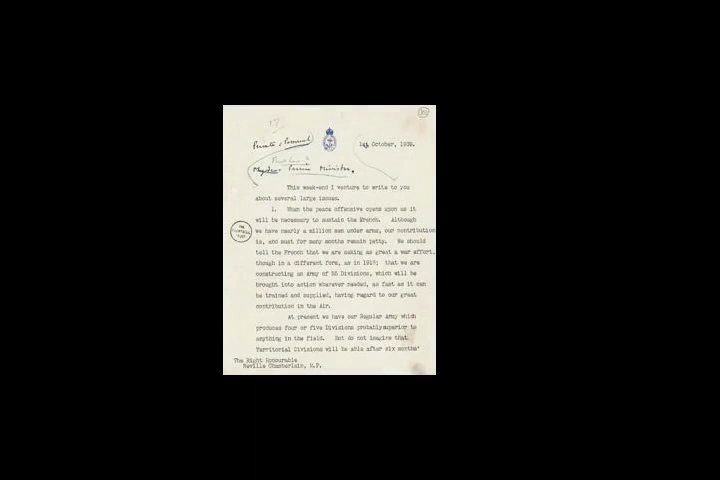 Private & Personal
1st October, 1939.
My dear Prime Minister,
This week-end I venture to write to you
about several large issues.
1. When the peace offensive opens upon us it
will be necessary to sustain the French. Although
we have nearly a million men under arms, our contribution
is, and must for many months remain petty. We should
tell the French that we are making as great a war effort,
though in a different form, as in 1918; that we are
constructing an Army of 55 Divisions, which will be
brought into action wherever needed, as fast as it can
be trained and supplied, having regard to our great
contribution in the Air.
At present we have our Regular Army which
produces four or five Divisions probably superior to
anything in the field. But do not imagine that
Territorial Divisions will be able after six months'
The Right Honourable
Neville Chamberlain, M.P.